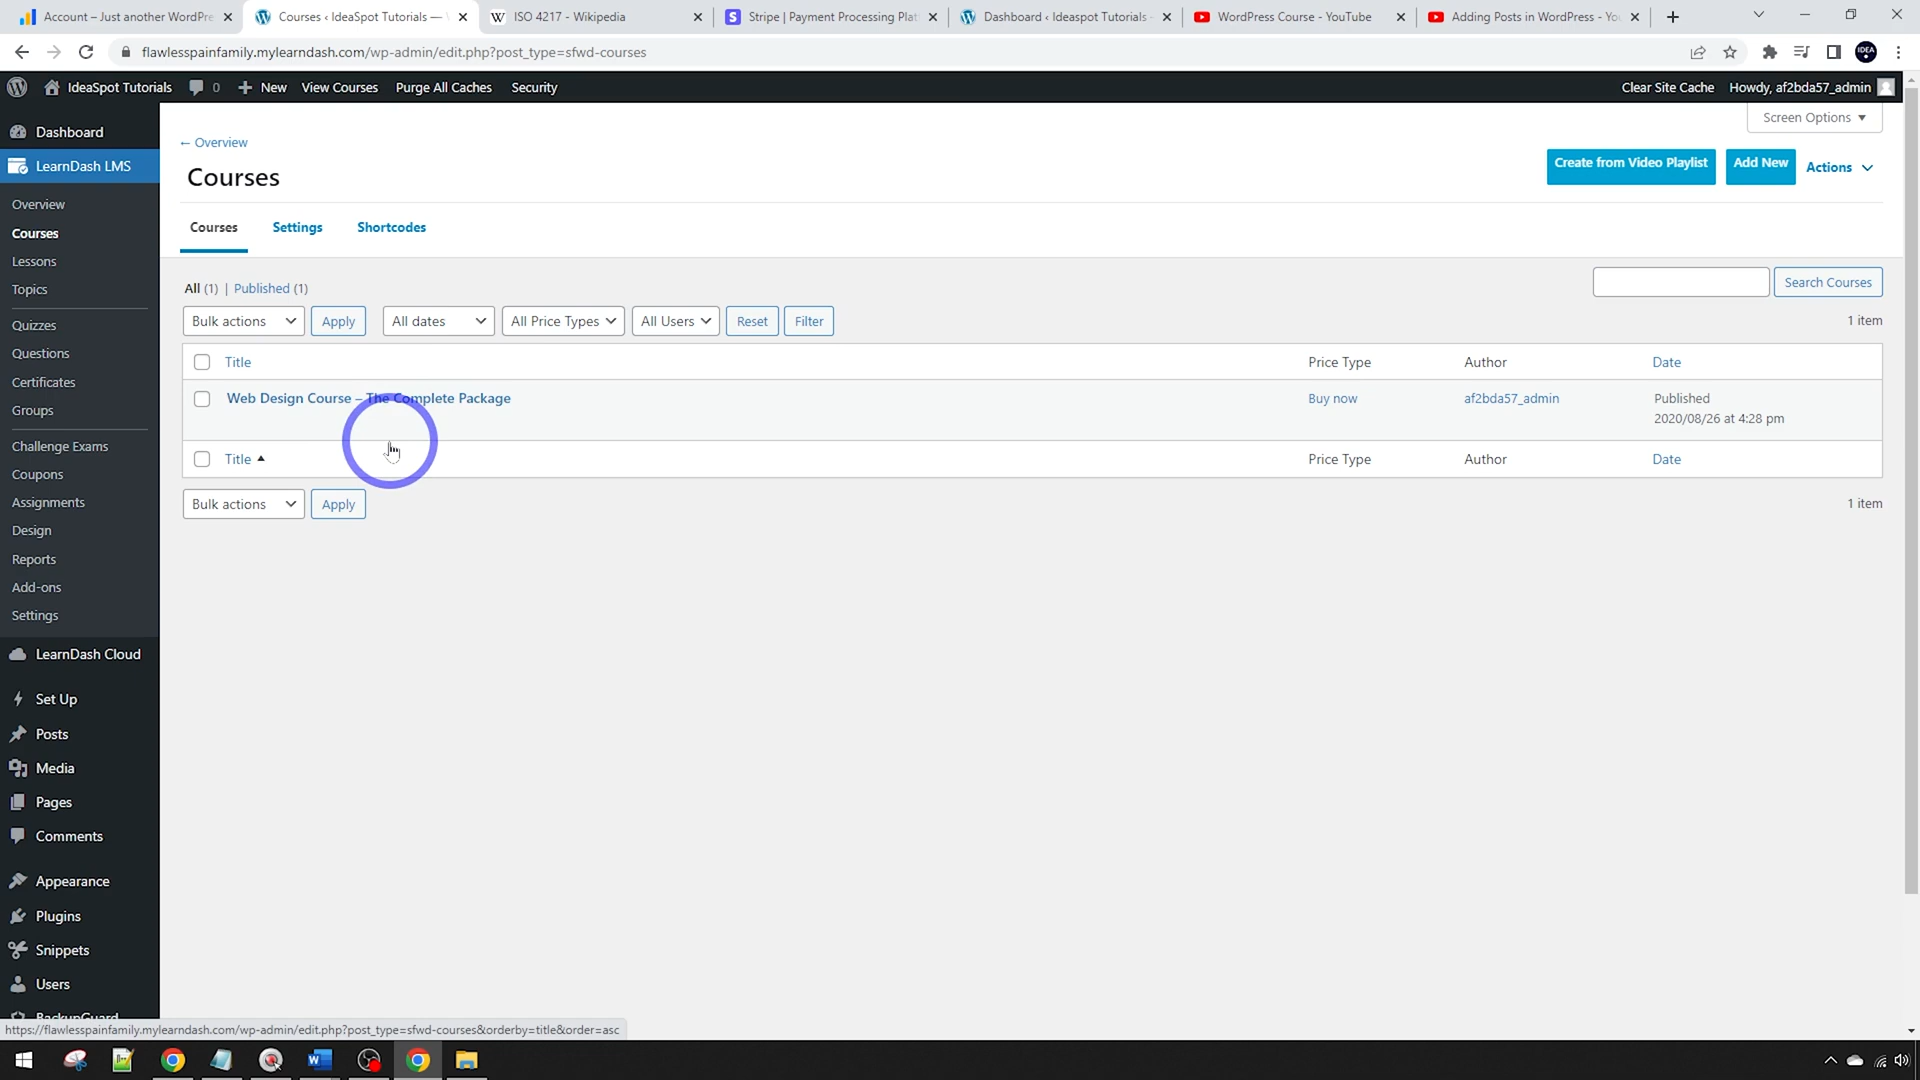 Account – Just another WordPre
Courses ‹ IdeaSpot Tutorials —
ISO 4217 - Wikipedia
Stripe | Payment Processing Plat
Dashboard ‹ Ideaspot Tutorials -
WordPress Course - YouTube
Adding Posts in WordPress - You
flawlesspainfamily.mylearndash.com/wp-admin/edit.php?post_type=sfwd-courses
IDEA
IdeaSpot Tutorials 0 New View Courses Purge All Caches Security Clear Site Cache Howdy, af2bda57_admin
Screen Options
Dashboard
LearnDash LMS
Overview
Courses
Lessons
Topics
Quizzes
Questions
Certificates
Groups
Challenge Exams
Coupons
Assignments
Design
Reports
Add-ons
Settings
LearnDash Cloud
Set Up
Posts
Media
Pages
Comments
Appearance
Plugins
Snippets
Users
BackupGuard
← Overview
Courses
Create from Video Playlist Add New Actions
Courses Settings Shortcodes
All (1) | Published (1)
Search Courses
Bulk actions Apply All dates All Price Types All Users Reset Filter 1 item
Title Price Type Author Date
Web Design Course – The Complete Package Buy now af2bda57_admin Published
2020/08/26 at 4:28 pm
Title Price Type Author Date
Bulk actions Apply 1 item
https://flawlesspainfamily.mylearndash.com/wp-admin/edit.php?post_type=sfwd-courses&orderby=title&order=asc